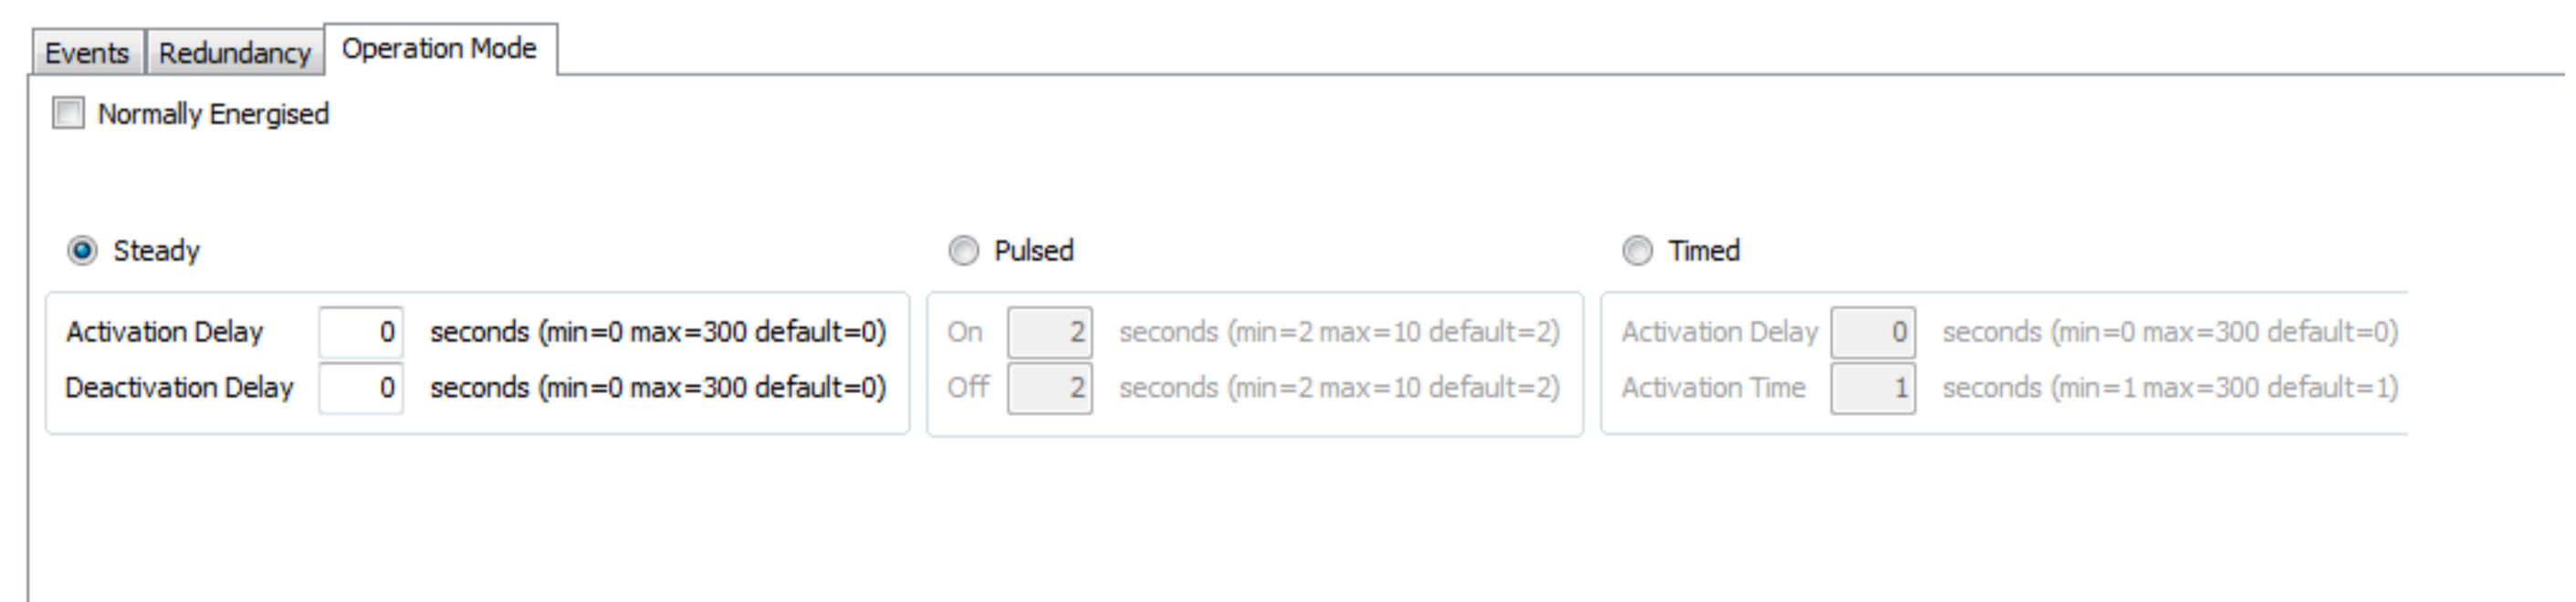 Events Redundancy Operation Mode
Normally Energised
Steady Pulsed Timed
Activation Delay 0 seconds (min=0 max=300 default=0) On 2 seconds (min=2 max=10 default=2) Activation Delay 0 seconds (min=0 max=300 default=0)
Deactivation Delay 0 seconds (min=0 max=300 default=0) Off 2 seconds (min=2 max=10 default=2) Activation Time 1 seconds (min=1 max=300 default=1)